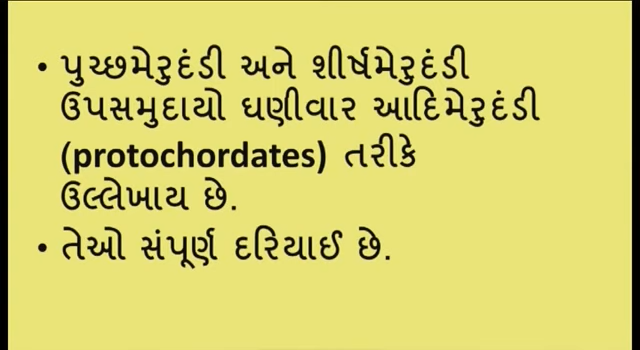 • પુચ્છમેરુદંડી અને શીર્ષમેરુદંડી
ઉપસમુદાયો ઘણીવાર આદિમેરુદંડી
(protochordates) તરીકે
ઉલ્લેખાય છે.
• તેઓ સંપૂર્ણ દરિયાઈ છે.